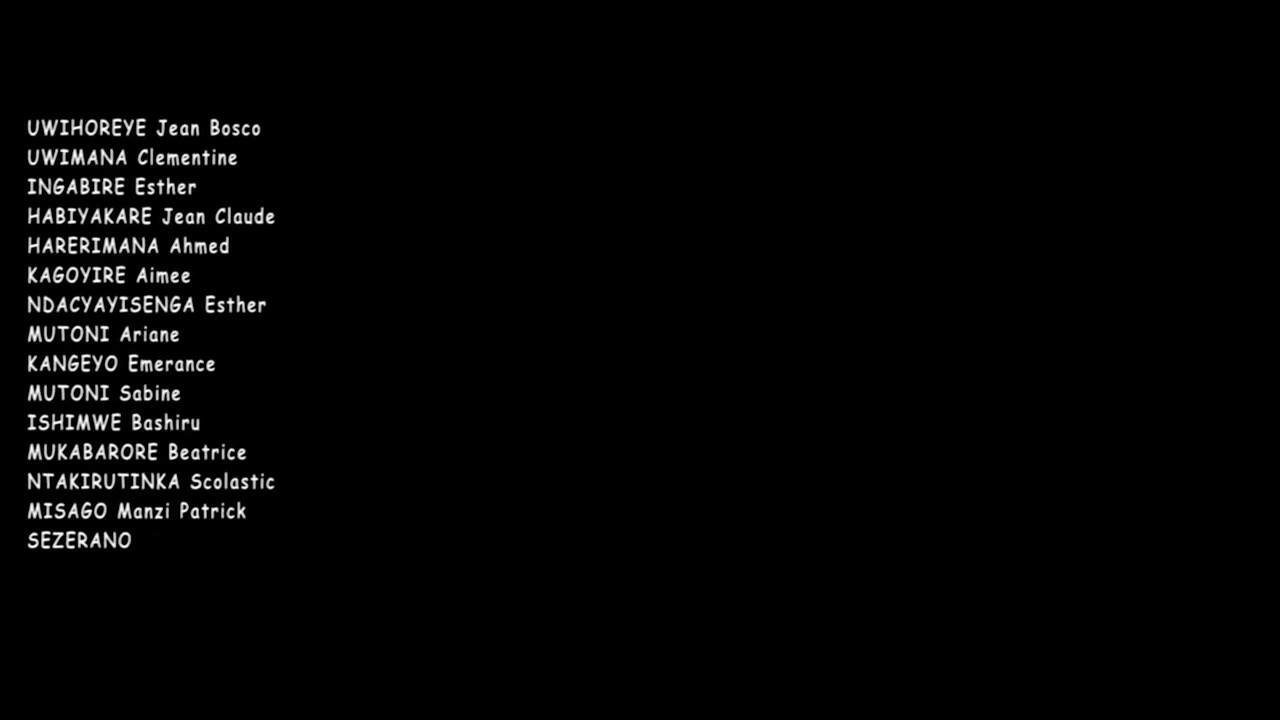 UWIHOREYE Jean Bosco
UWIMANA Clementine
INGABIRE Esther
HABIYAKARE Jean Claude
HARERIMANA Ahmed
KAGOYIRE Aimee
NDACYAYISENGA Esther
MUTONI Ariane
KANGEYO Emerance
MUTONI Sabine
ISHIMWE Bashiru
MUKABARORE Beatrice
NTAKIRUTINKA Scolastic
MISAGO Manzi Patrick
SEZERANO